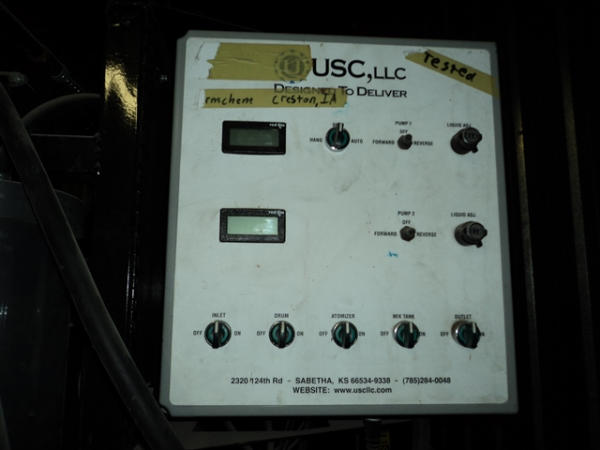 USC, LLC
Tested
DESIGNED TO DELIVER
rmchem Creston, IA
HAND AUTO
PUMP 1
OFF
FORWARD REVERSE
LIQUID ADJ
PUMP 2
OFF
FORWARD REVERSE
LIQUID ADJ
INLET DRUM ATOMIZER MIX TANK OUTLET
OFF ON OFF ON OFF ON OFF ON OFF ON
2320 124th Rd - SABETHA, KS 66534-9338 - (785)284-0048
WEBSITE: www.uscllc.com